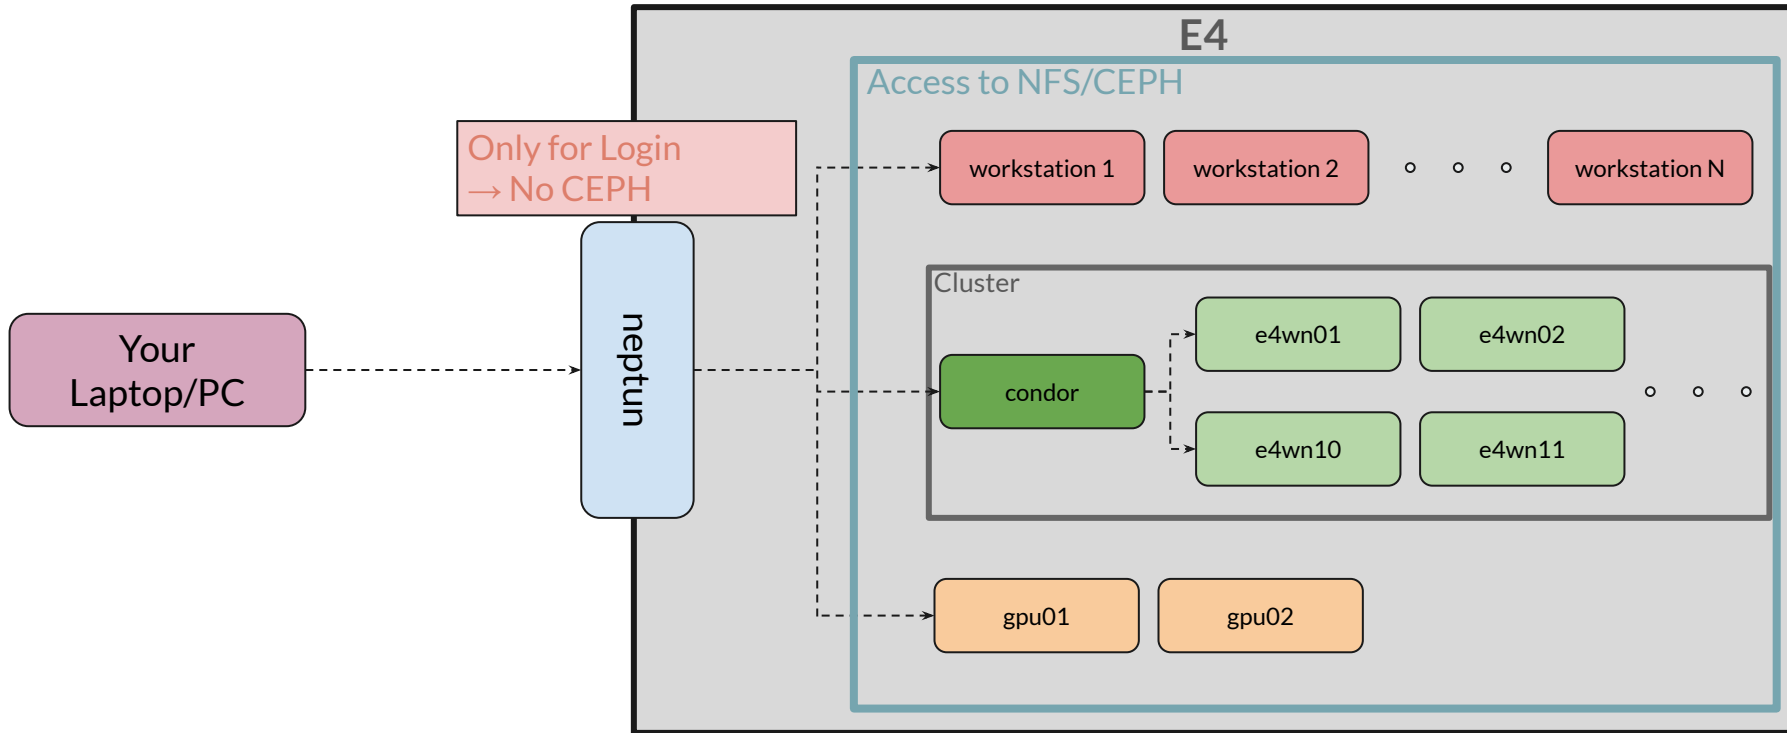 E4
Access to NFS/CEPH
Only for Login
→ No CEPH
workstation 1
workstation 2
workstation N
Cluster
Your
Laptop/PC
neptun
condor
e4wn01
e4wn02
e4wn10
e4wn11
gpu01
gpu02